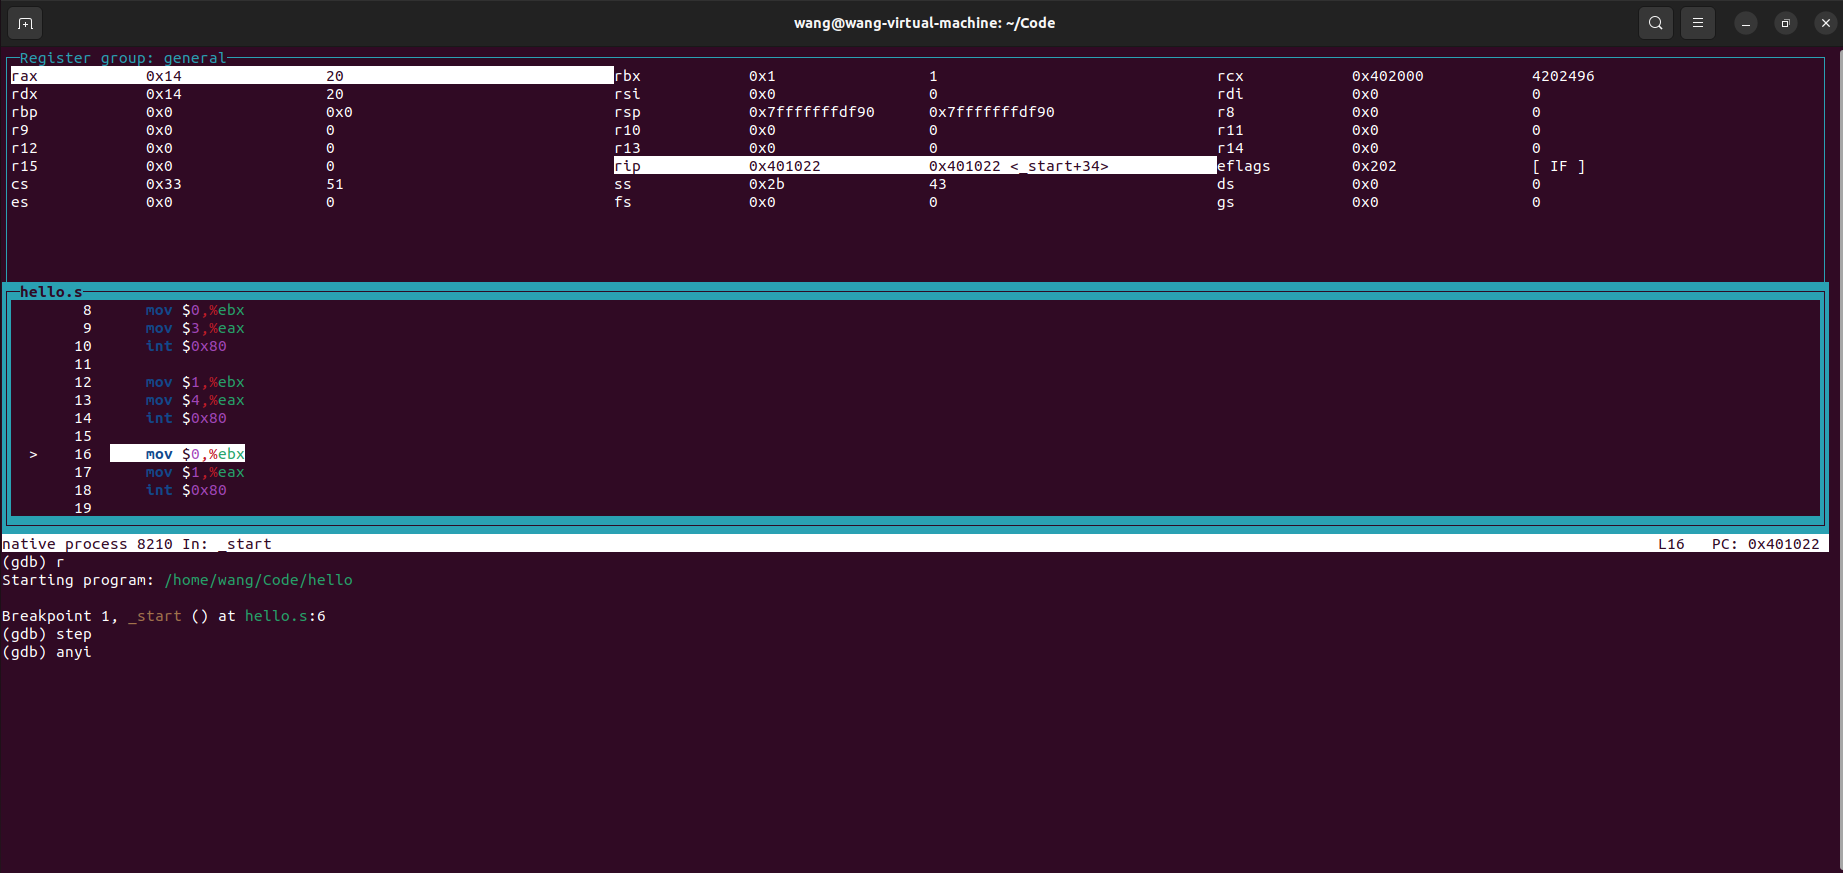 wang@wang-virtual-machine: ~/Code
Register group: general
rax 0x14 20 rbx 0x1 1 rcx 0x402000 4202496
rdx 0x14 20 rsi 0x0 0 rdi 0x0 0
rbp 0x0 0x0 rsp 0x7fffffffdf90 0x7fffffffdf90 r8 0x0 0
r9 0x0 0 r10 0x0 0 r11 0x0 0
r12 0x0 0 r13 0x0 0 r14 0x0 0
r15 0x0 0 rip 0x401022 0x401022 <_start+34> eflags 0x202 [ IF ]
cs 0x33 51 ss 0x2b 43 ds 0x0 0
es 0x0 0 fs 0x0 0 gs 0x0 0
hello.s
8 mov $0,%ebx
9 mov $3,%eax
10 int $0x80
11
12 mov $1,%ebx
13 mov $4,%eax
14 int $0x80
15
> 16 mov $0,%ebx
17 mov $1,%eax
18 int $0x80
19
native process 8210 In: _start L16 PC: 0x401022
(gdb) r
Starting program: /home/wang/Code/hello
Breakpoint 1, _start () at hello.s:6
(gdb) step
(gdb) anyi